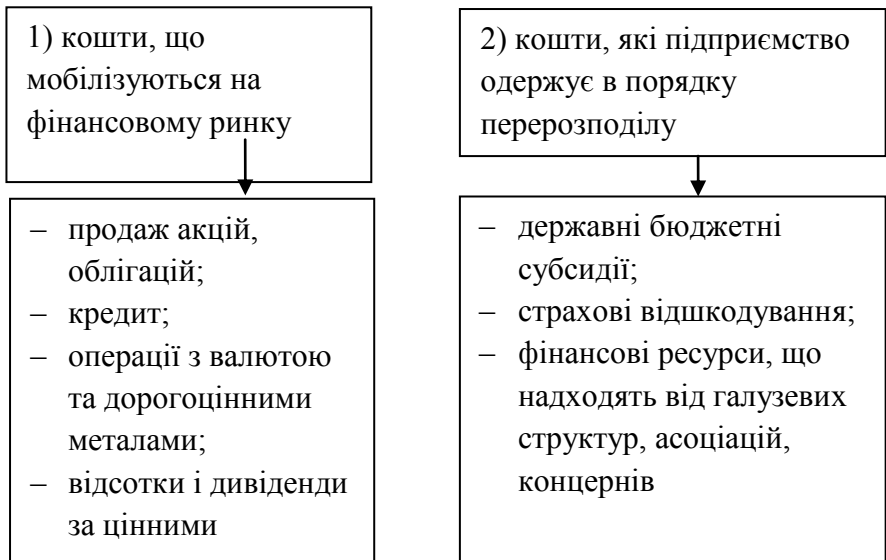 1) кошти, що
мобілізуються на
фінансовому ринку
– продаж акцій,
облігацій;
– кредит;
– операції з валютою
та дорогоцінними
металами;
– відсотки і дивіденди
за цінними
2) кошти, які підприємство
одержує в порядку
перерозподілу
– державні бюджетні
субсидії;
– страхові відшкодування;
– фінансові ресурси, що
надходять від галузевих
структур, асоціацій,
концернів